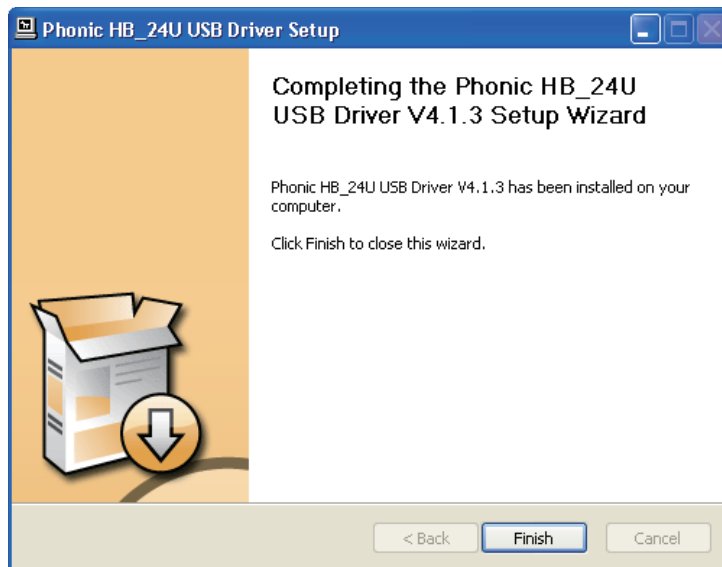 Phonic HB_24U USB Driver Setup
Completing the Phonic HB_24U
USB Driver V4.1.3 Setup Wizard
Phonic HB_24U USB Driver V4.1.3 has been installed on your
computer.
Click Finish to close this wizard.
< Back
Finish
Cancel